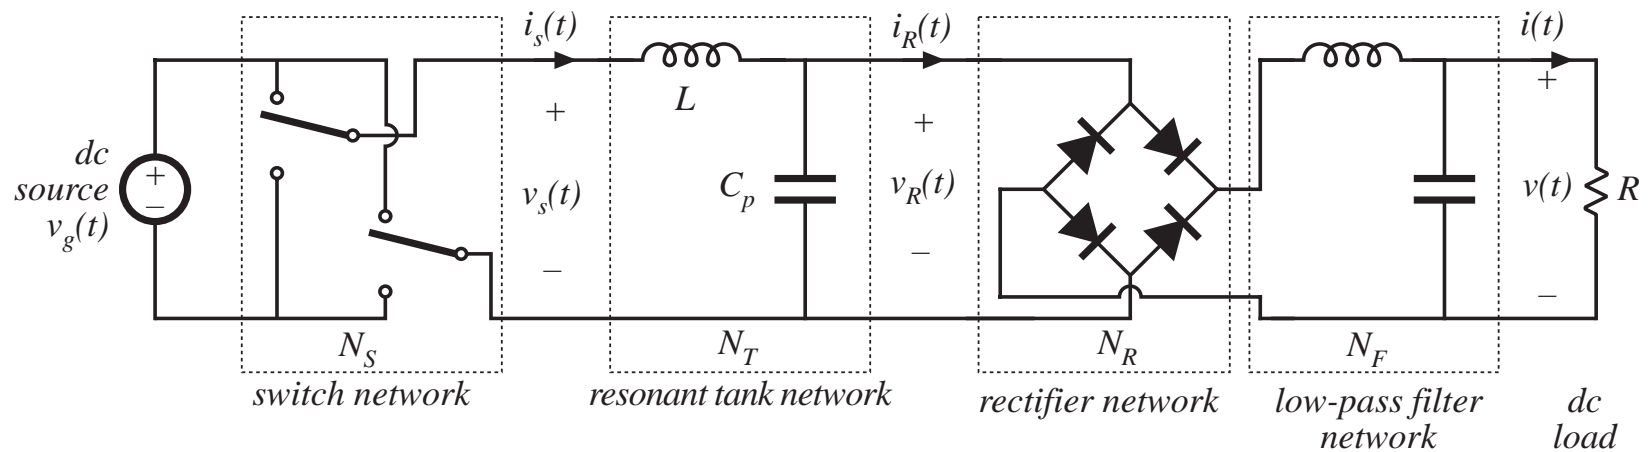 i_s(t)
i_R(t)
i(t)
L
+
+
+
dc
source
v_g(t)
+
–
v_s(t)
C_p
v_R(t)
v(t)
R
–
–
–
N_S
N_T
N_R
N_F
switch network
resonant tank network
rectifier network
low-pass filter
network
dc
load